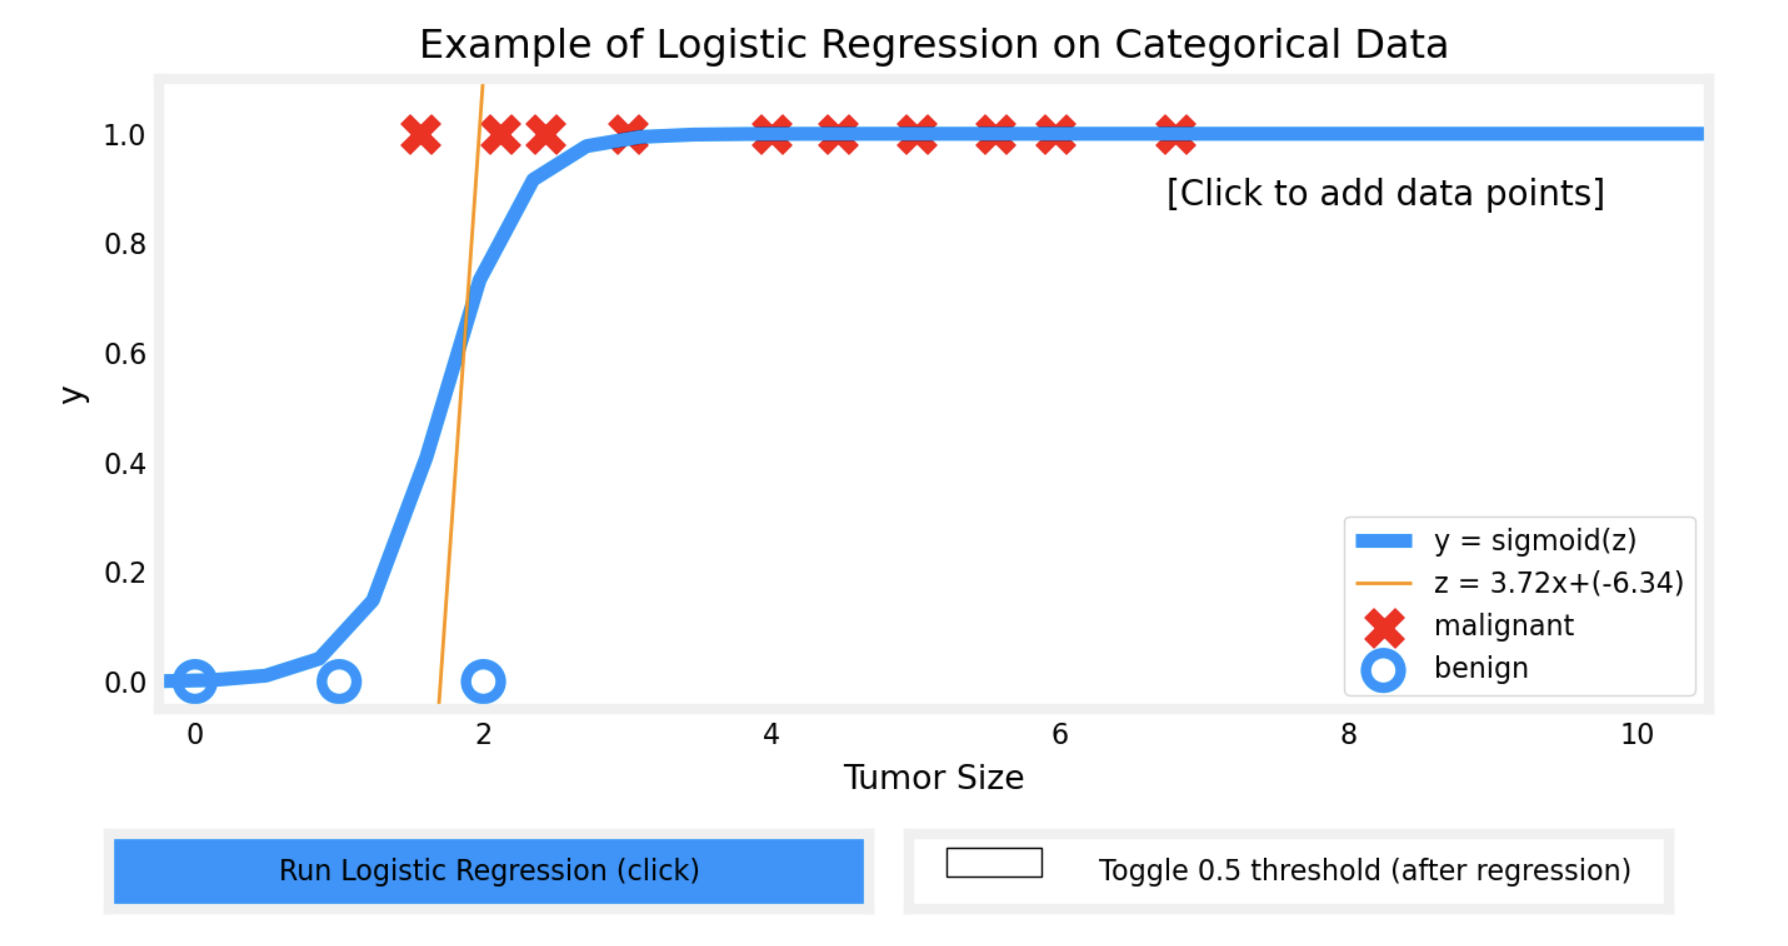 Example of Logistic Regression on Categorical Data
1.0
0.8
0.6
0.4
0.2
0.0
y
[Click to add data points]
y = sigmoid(z)
z = 3.72x+(-6.34)
malignant
benign
0 2 4 6 8 10
Tumor Size
Run Logistic Regression (click)
Toggle 0.5 threshold (after regression)